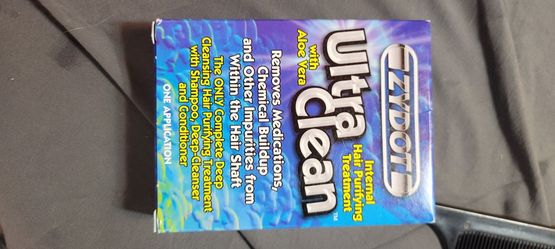 ZYDOT
Ultra
Clean™
with
Aloe Vera
Internal
Hair Purifying
Treatment
Removes Medications,
Chemical Buildup
and Other Impurities from
Within the Hair Shaft
The ONLY Complete Deep
Cleansing Hair Purifying Treatment
with Shampoo, Deep-Cleanser
and Conditioner
ONE APPLICATION